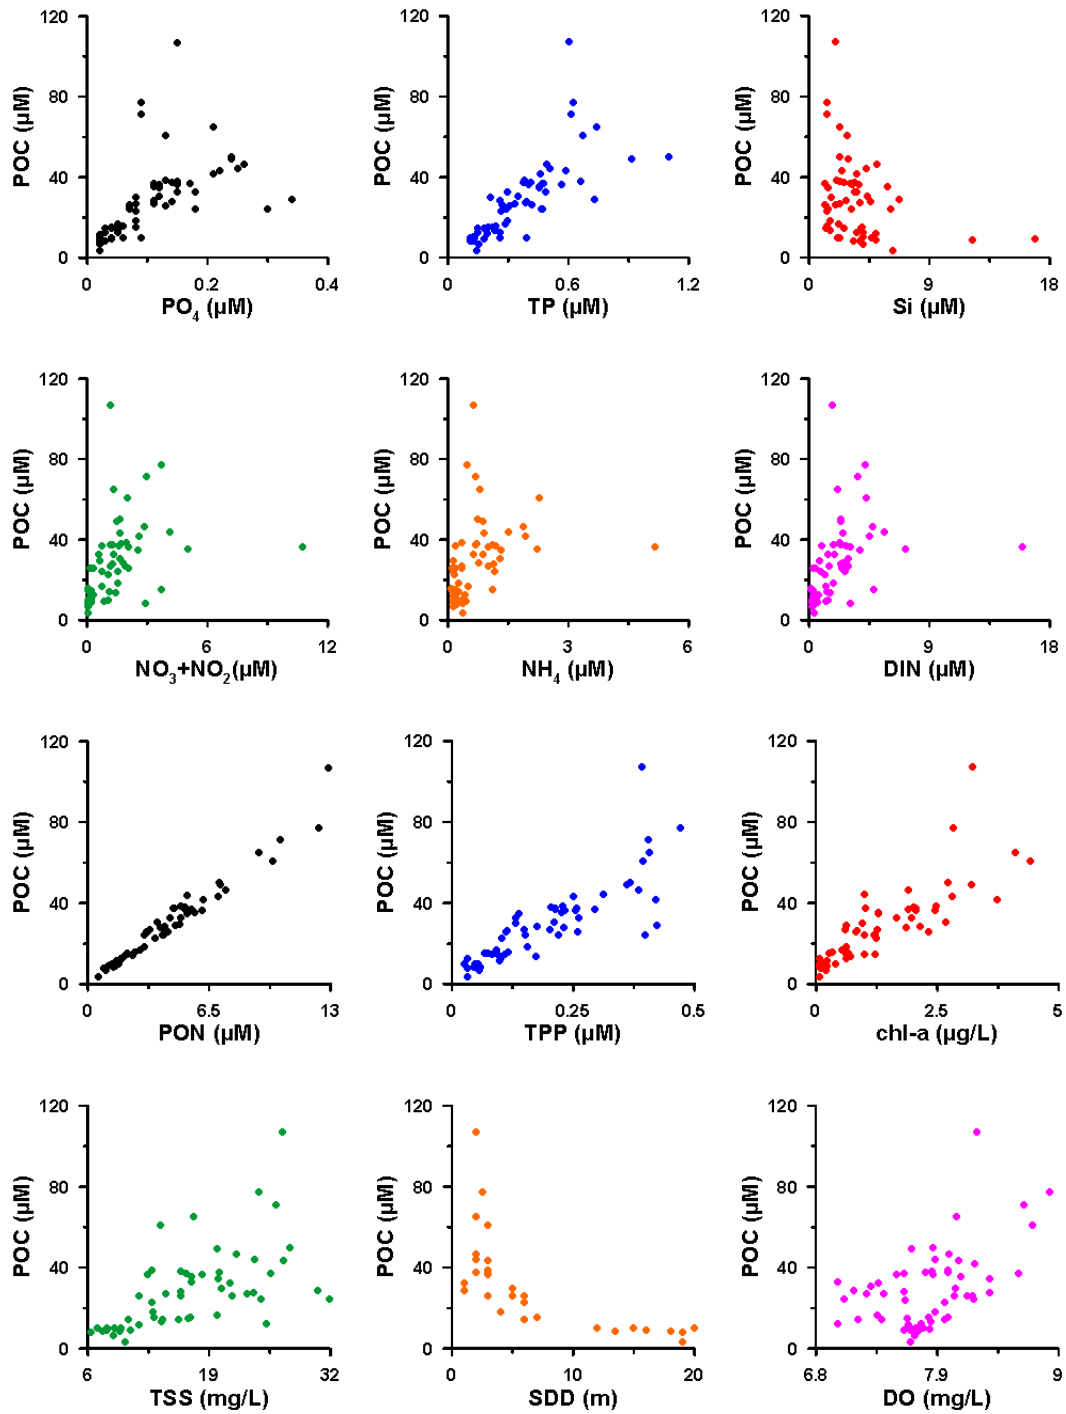 120 120 120
80 80 80
POC (µM) POC (µM) POC (µM)
40 40 40
0 0 0
0 0.2 0.4 0 0.6 1.2 0 9 18
PO₄ (µM) TP (µM) Si (µM)
120 120 120
80 80 80
POC (µM) POC (µM) POC (µM)
40 40 40
0 0 0
0 6 12 0 3 6 0 9 18
NO₃+NO₂(µM) NH₄ (µM) DIN (µM)
120 120 120
80 80 80
POC (µM) POC (µM) POC (µM)
40 40 40
0 0 0
0 6.5 13 0 0.25 0.5 0 2.5 5
PON (µM) TPP (µM) chl-a (µg/L)
120 120 120
80 80 80
POC (µM) POC (µM) POC (µM)
40 40 40
0 0 0
6 19 32 0 10 20 6.8 7.9 9
TSS (mg/L) SDD (m) DO (mg/L)